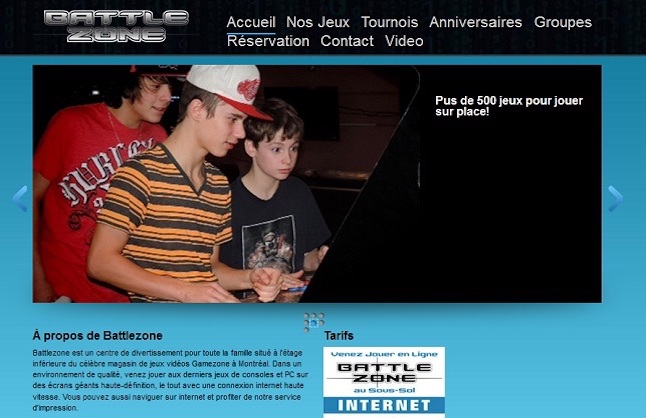 BATTLE
ZONE
Accueil Nos Jeux Tournois Anniversaires Groupes
Réservation Contact Video
Pus de 500 jeux pour jouer
sur place!
HURLEY
À propos de Battlezone
Battlezone est un centre de divertissement pour toute la famille situé à l'étage
inférieure du célèbre magasin de jeux vidéos Gamezone à Montréal. Dans un
environnement de qualité, venez jouer aux derniers jeux de consoles et PC sur
des écrans géants haute-définition, le tout avec une connexion internet haute
vitesse. Vous pouvez aussi naviguer sur internet et profiter de notre service
d'impression.
Tarifs
Venez Jouer en Ligne
BATTLE
ZONE
au Sous-Sol
INTERNET